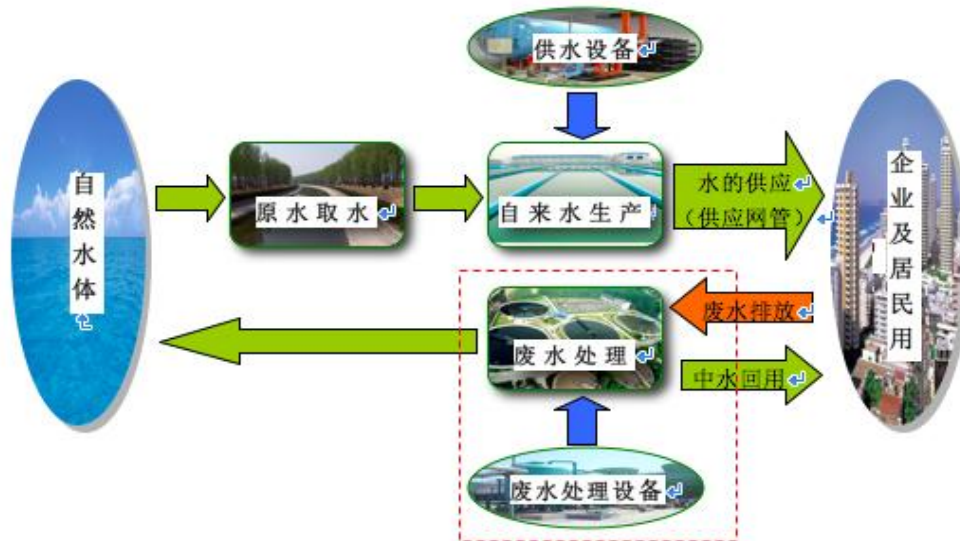 供水设备
自然水体
原水取水
自来水生产
水的供应
（供应网管）
企业及居民用
废水排放
废水处理
中水回用
废水处理设备